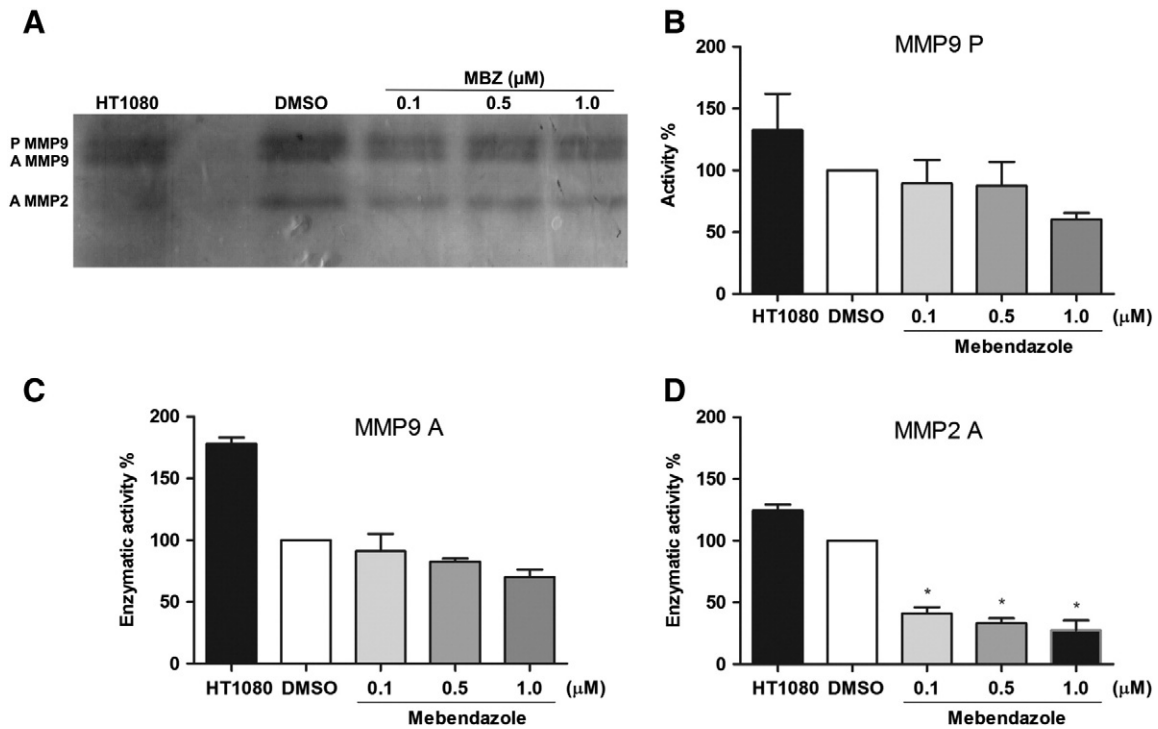 A
MBZ (μM)
HT1080 DMSO 0.1 0.5 1.0
P MMP9
A MMP9
A MMP2
B
MMP9 P
Activity %
200
150
100
50
0
HT1080 DMSO 0.1 0.5 1.0 (μM)
Mebendazole
C
MMP9 A
Enzymatic activity %
200
150
100
50
0
HT1080 DMSO 0.1 0.5 1.0 (μM)
Mebendazole
D
MMP2 A
Enzymatic activity %
200
150
100
50
0
* * *
HT1080 DMSO 0.1 0.5 1.0 (μM)
Mebendazole